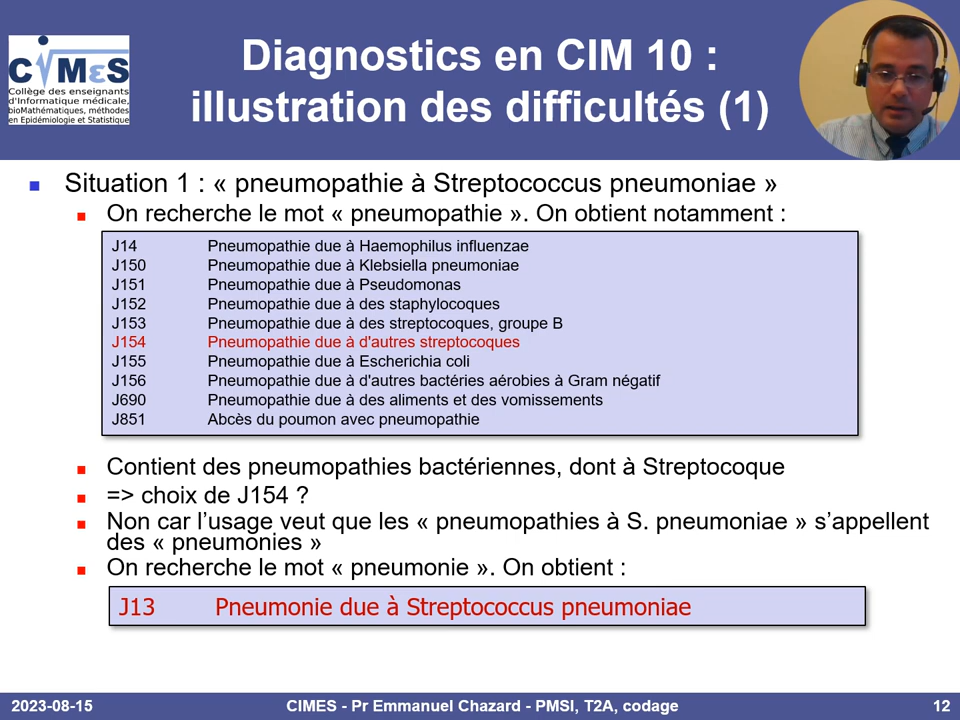 CIMεS
Collège des enseignants
d'Informatique médicale,
bioMathématiques, méthodes
en Epidémiologie et Statistique
Diagnostics en CIM 10 :
illustration des difficultés (1)
Situation 1 : « pneumopathie à Streptococcus pneumoniae »
On recherche le mot « pneumopathie ». On obtient notamment :
J14 Pneumopathie due à Haemophilus influenzae
J150 Pneumopathie due à Klebsiella pneumoniae
J151 Pneumopathie due à Pseudomonas
J152 Pneumopathie due à des staphylocoques
J153 Pneumopathie due à des streptocoques, groupe B
J154 Pneumopathie due à d'autres streptocoques
J155 Pneumopathie due à Escherichia coli
J156 Pneumopathie due à d'autres bactéries aérobies à Gram négatif
J690 Pneumopathie due à des aliments et des vomissements
J851 Abcès du poumon avec pneumopathie
Contient des pneumopathies bactériennes, dont à Streptocoque
=> choix de J154 ?
Non car l’usage veut que les « pneumopathies à S. pneumoniae » s’appellent
des « pneumonies »
On recherche le mot « pneumonie ». On obtient :
J13 Pneumonie due à Streptococcus pneumoniae
2023-08-15 CIMES - Pr Emmanuel Chazard - PMSI, T2A, codage 12